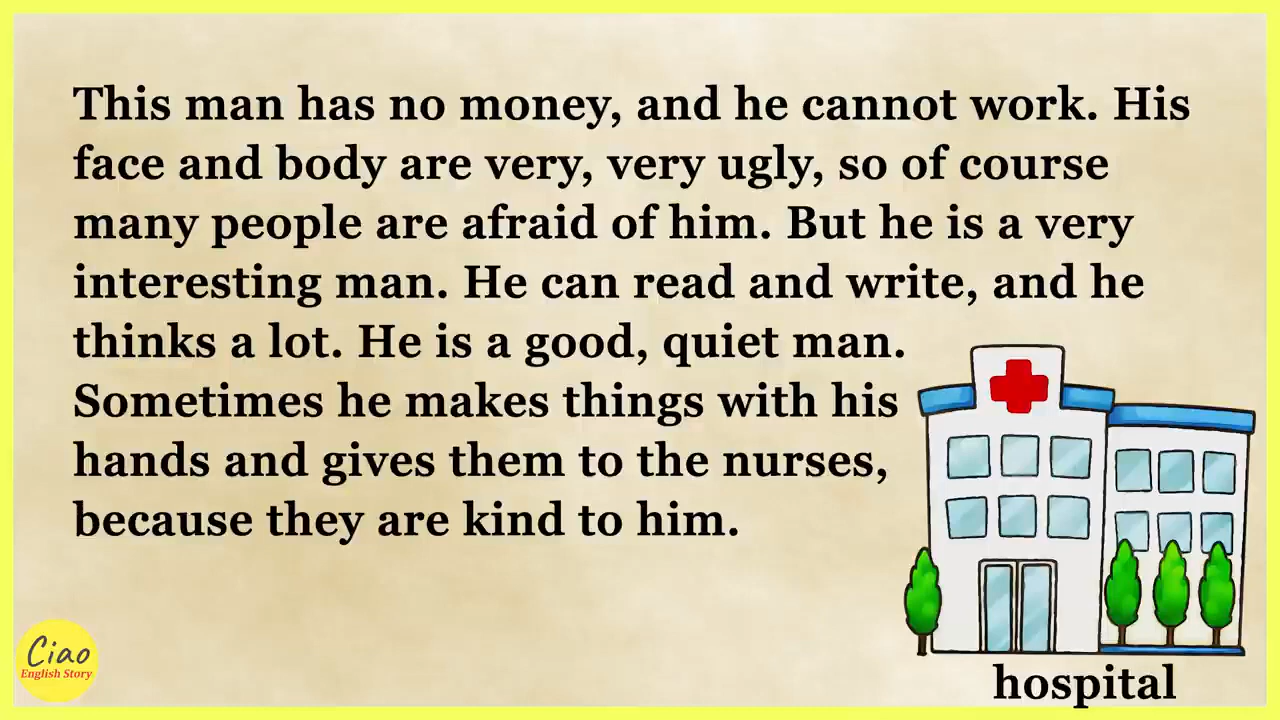 This man has no money, and he cannot work. His
face and body are very, very ugly, so of course
many people are afraid of him. But he is a very
interesting man. He can read and write, and he
thinks a lot. He is a good, quiet man.
Sometimes he makes things with his
hands and gives them to the nurses,
because they are kind to him.
hospital
Ciao
English Story